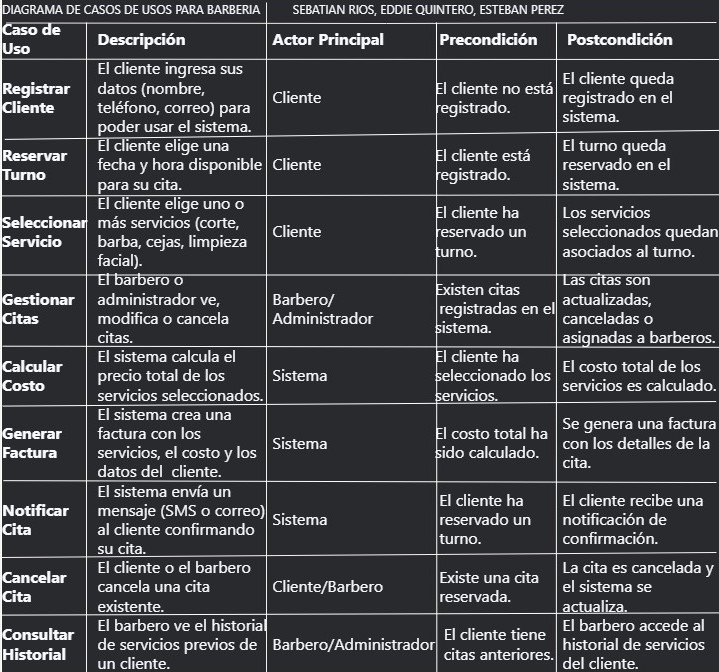 DIAGRAMA DE CASOS DE USOS PARA BARBERIA
SEBATIAN RIOS, EDDIE QUINTERO, ESTEBAN PEREZ
Caso de
Uso
Descripción
Actor Principal
Precondición
Postcondición
Registrar
Cliente
El cliente ingresa sus
datos (nombre,
teléfono, correo) para
poder usar el sistema.
Cliente
El cliente no está
registrado.
El cliente queda
registrado en el
sistema.
Reservar
Turno
El cliente elige una
fecha y hora disponible
para su cita.
Cliente
El cliente está
registrado.
El turno queda
reservado en el
sistema.
Seleccionar
Servicio
El cliente elige uno o
más servicios (corte,
barba, cejas, limpieza
facial).
Cliente
El cliente ha
reservado un
turno.
Los servicios
seleccionados quedan
asociados al turno.
Gestionar
Citas
El barbero o
administrador ve,
modifica o cancela
citas.
Barbero/
Administrador
Existen citas
registradas en el
sistema.
Las citas son
actualizadas,
canceladas o
asignadas a barberos.
Calcular
Costo
El sistema calcula el
precio total de los
servicios seleccionados.
Sistema
El cliente ha
seleccionado los
servicios.
El costo total de los
servicios es calculado.
Generar
Factura
El sistema crea una
factura con los
servicios, el costo y los
datos del cliente.
Sistema
El costo total ha
sido calculado.
Se genera una factura
con los detalles de la
cita.
Notificar
Cita
El sistema envía un
mensaje (SMS o correo)
al cliente confirmando
su cita.
Sistema
El cliente ha
reservado un
turno.
El cliente recibe una
notificación de
confirmación.
Cancelar
Cita
El cliente o el barbero
cancela una cita
existente.
Cliente/Barbero
Existe una cita
reservada.
La cita es cancelada y
el sistema se
actualiza.
Consultar
Historial
El barbero ve el historial
de servicios previos de
un cliente.
Barbero/Administrador
El cliente tiene
citas anteriores.
El barbero accede al
historial de servicios
del cliente.